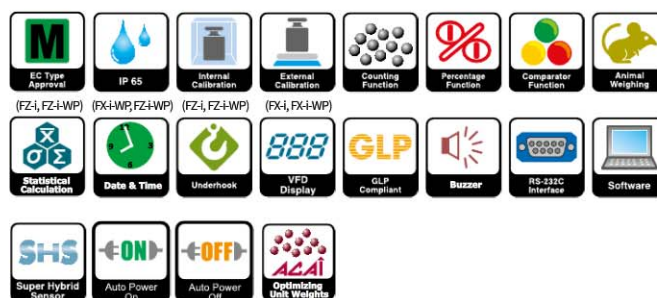 M
EC Type
Approval
IP 65
Internal
Calibration
External
Calibration
Counting
Function
%
Percentage
Function
Comparator
Function
Animal
Weighing
(FZ-i, FZ-i-WP)
(FX-i-WP, FZ-i-WP)
(FZ-i, FZ-i-WP)
(FX-i, FX-i-WP)
X
σ Σ
Statistical
Calculation
Date & Time
Underhook
888
VFD
Display
GLP
GLP
Compliant
Buzzer
RS-232C
Interface
Software
SHS
Super Hybrid
Sensor
ON
Auto Power
On
OFF
Auto Power
Off
ACAI
Optimizing
Unit Weights